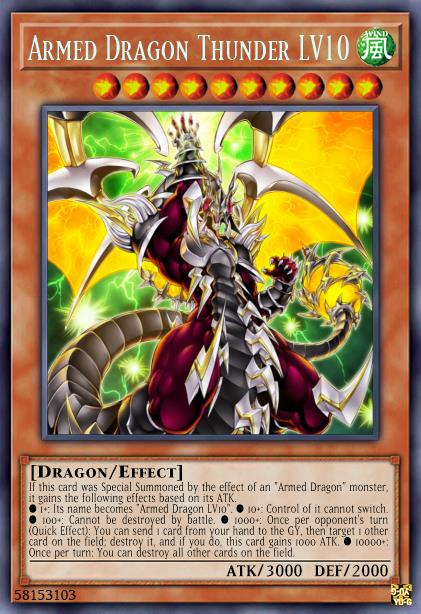 ARMED DRAGON THUNDER LV10
WIND
風
[DRAGON/EFFECT]
If this card was Special Summoned by the effect of an "Armed Dragon" monster,
it gains the following effects based on its ATK.
● 1+: Its name becomes "Armed Dragon LV10". ● 10+: Control of it cannot switch.
● 100+: Cannot be destroyed by battle. ● 1000+: Once per opponent's turn
(Quick Effect): You can send 1 card from your hand to the GY, then target 1 other
card on the field; destroy it, and if you do, this card gains 1000 ATK. ● 10000+:
Once per turn: You can destroy all other cards on the field.
ATK/3000 DEF/2000
58153103